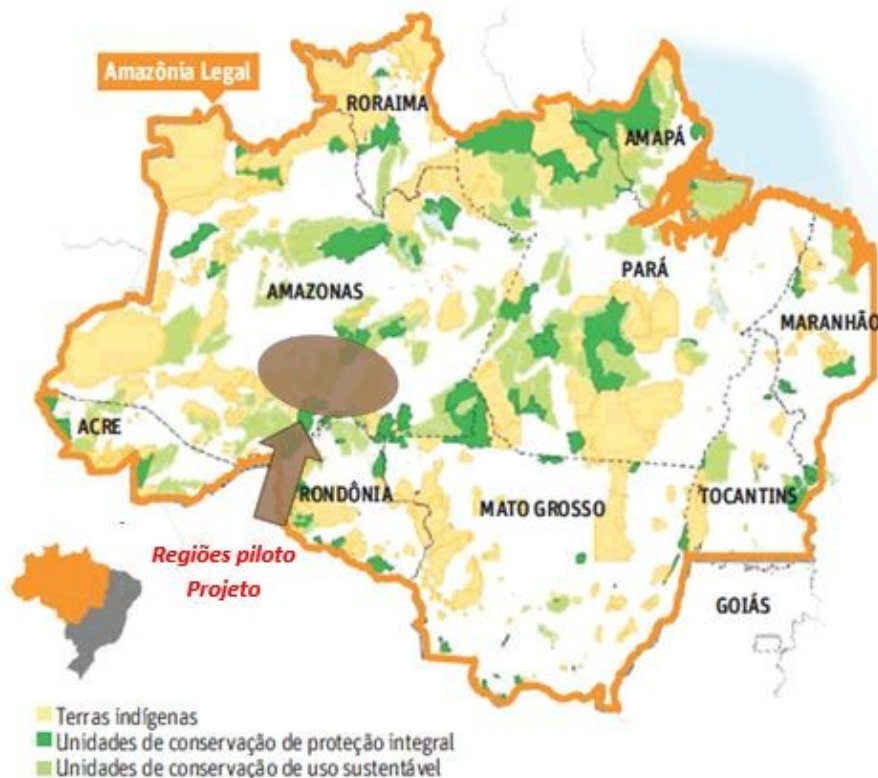 Amazônia Legal
RORAIMA
AMAPÁ
AMAZONAS
PARÁ
MARANHÃO
ACRE
RONDÔNIA
MATO GROSSO
TOCANTINS
Regiões piloto
Projeto
GOIÁS
Terras indígenas
Unidades de conservação de proteção integral
Unidades de conservação de uso sustentável